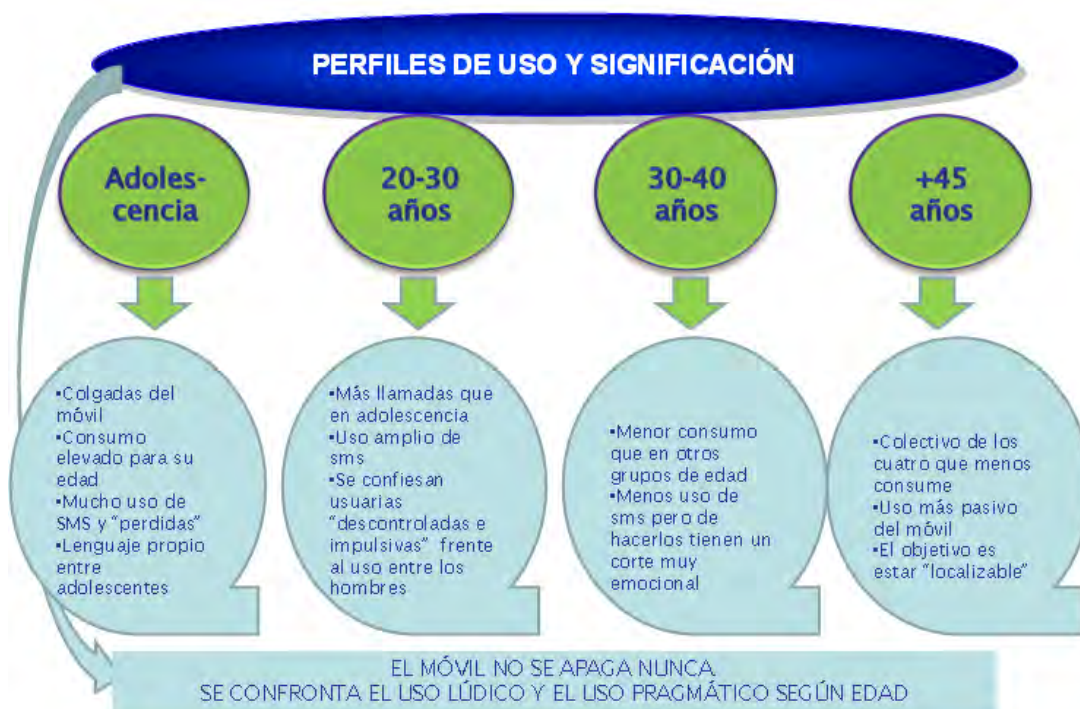 PERFILES DE USO Y SIGNIFICACIÓN
Adoles-
cencia
20-30
años
30-40
años
+45
años
▪Colgadas del
móvil
▪Consumo
elevado para su
edad
▪Mucho uso de
SMS y "perdidas"
▪Lenguaje propio
entre
adolescentes
▪Más llamadas que
en adolescencia
▪Uso amplio de
sms
▪Se confiesan
usuarias
"descontroladas e
impulsivas" frente
al uso entre los
hombres
▪Menor consumo
que en otros
grupos de edad
▪Menos uso de
sms pero de
hacerlos tienen un
corte muy
emocional
▪Colectivo de los
cuatro que menos
consume
▪Uso más pasivo
del móvil
▪El objetivo es
estar "localizable"
EL MÓVIL NO SE APAGA NUNCA.
SE CONFRONTA EL USO LÚDICO Y EL USO PRAGMÁTICO SEGÚN EDAD